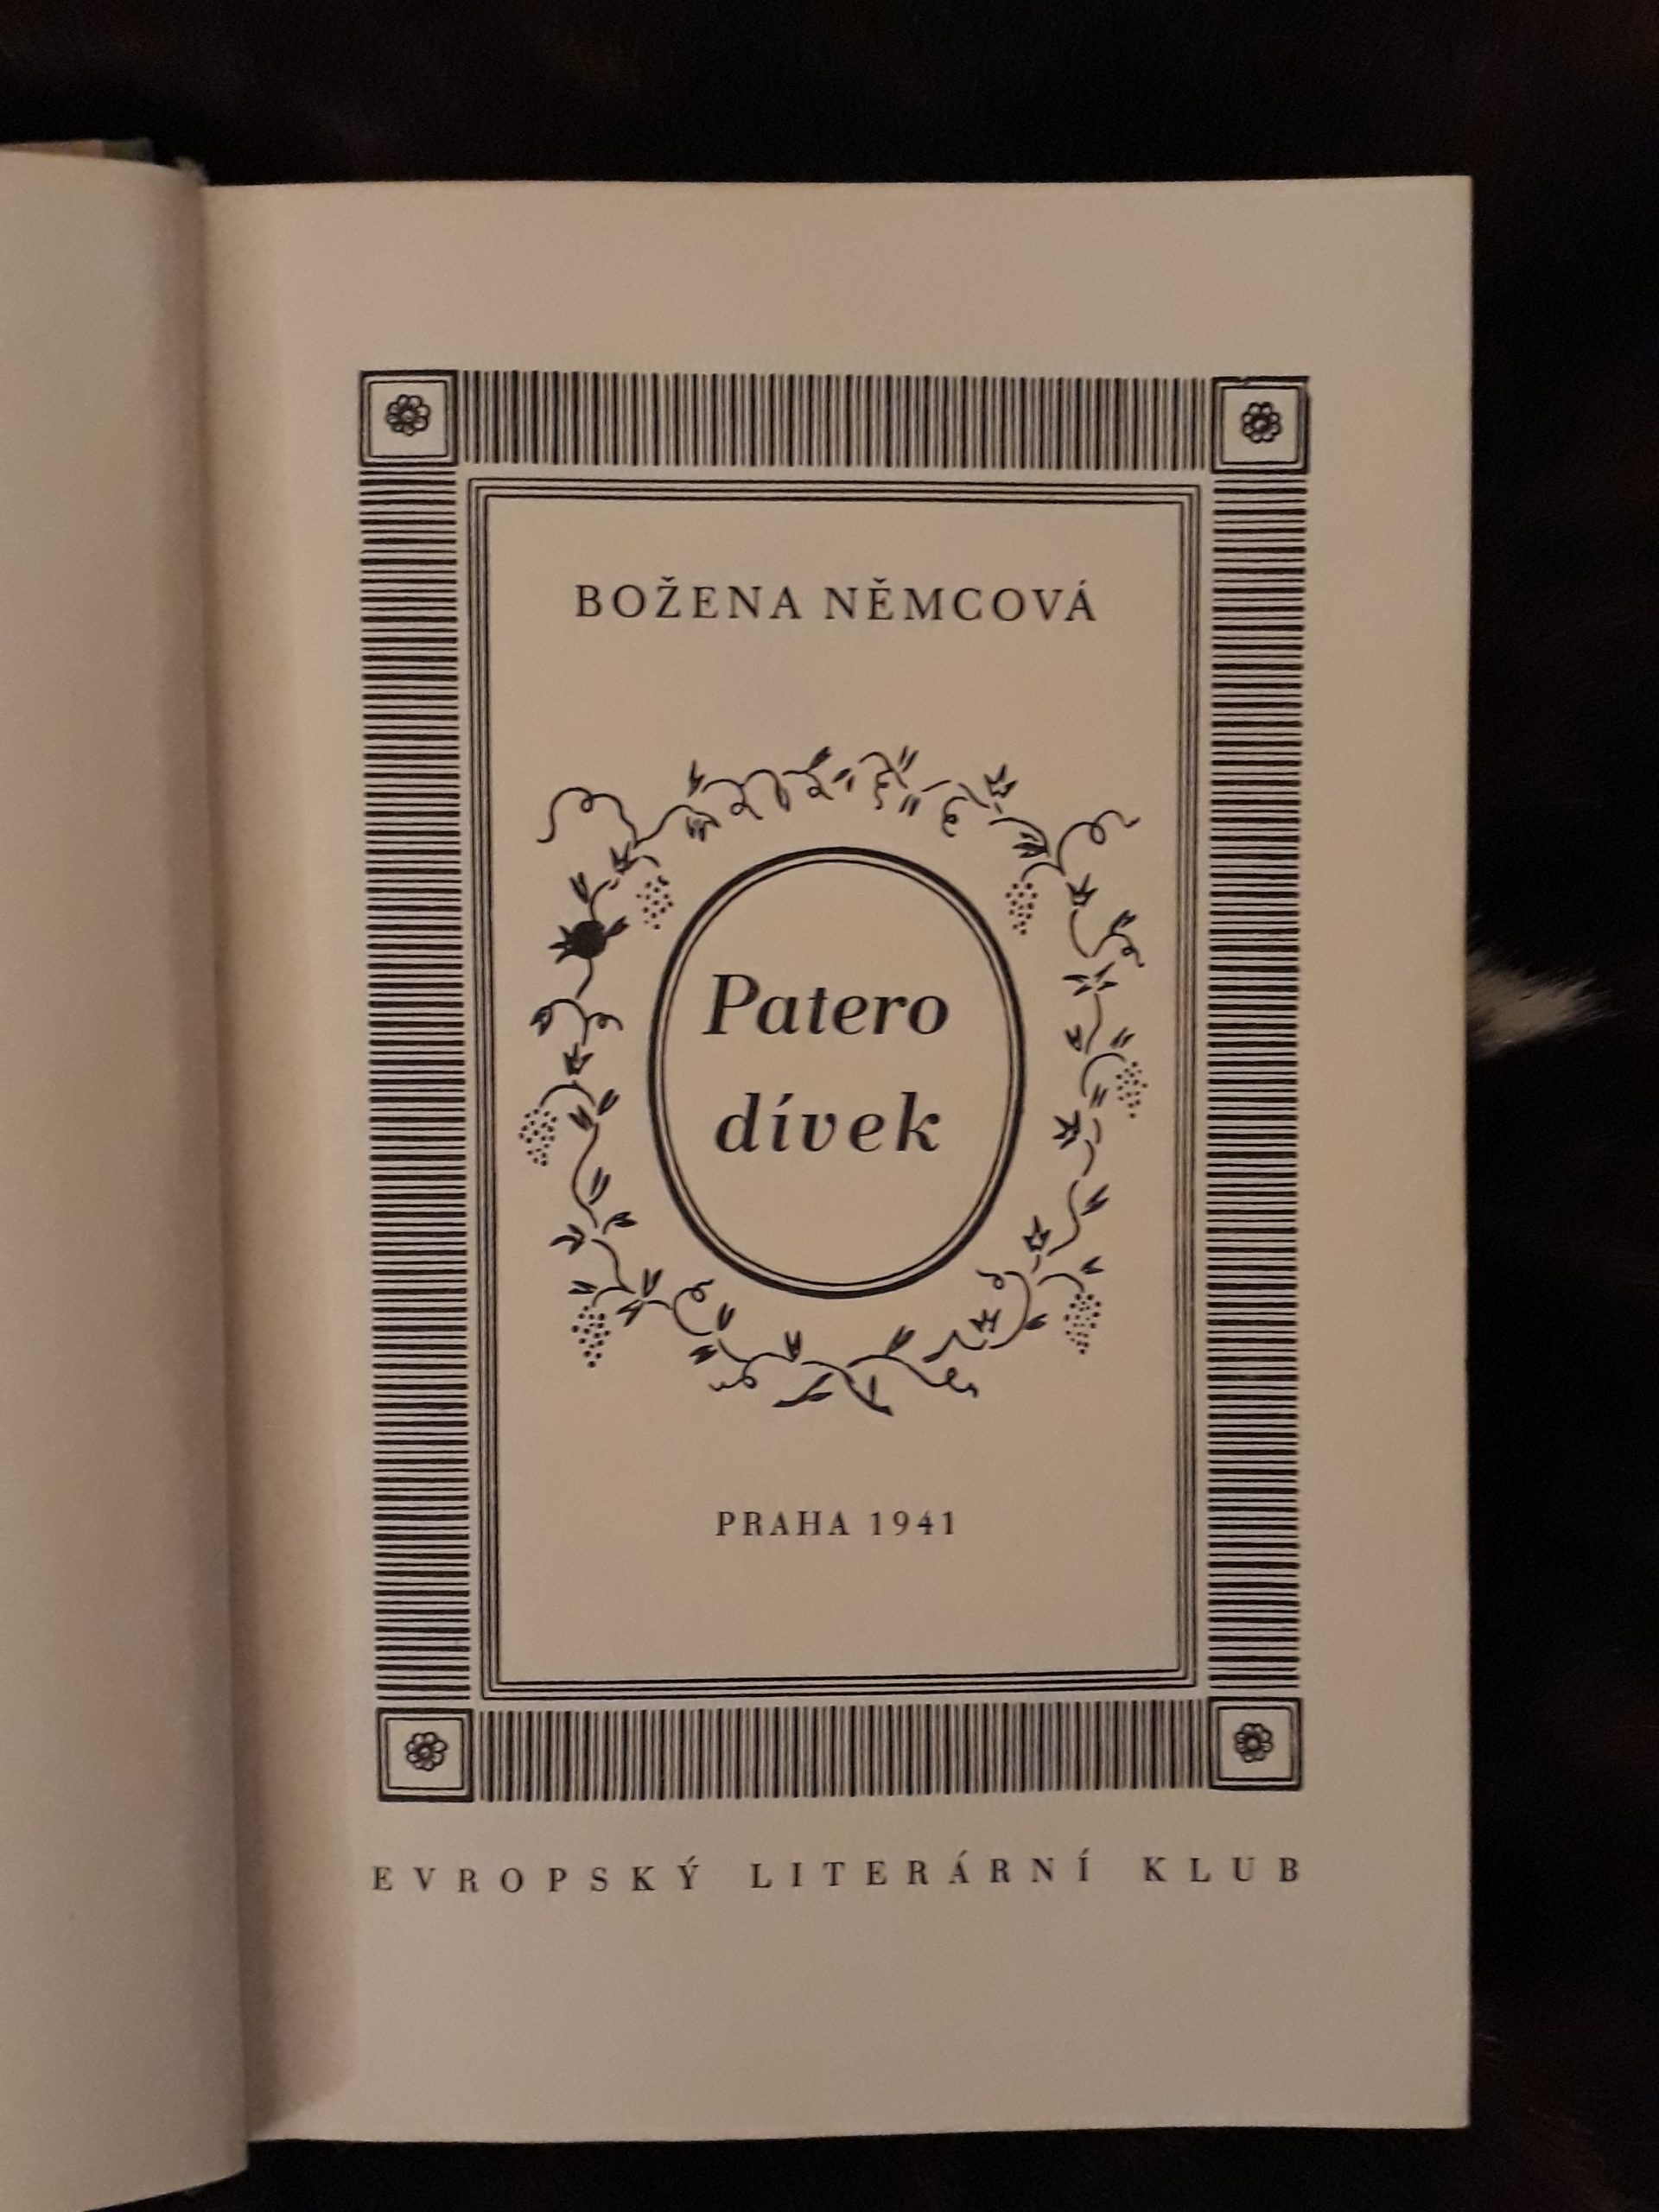 BOŽENA NĚMCOVÁ
Patero
dívek
PRAHA 1941
EVROPSKÝ LITERÁRNÍ KLUB